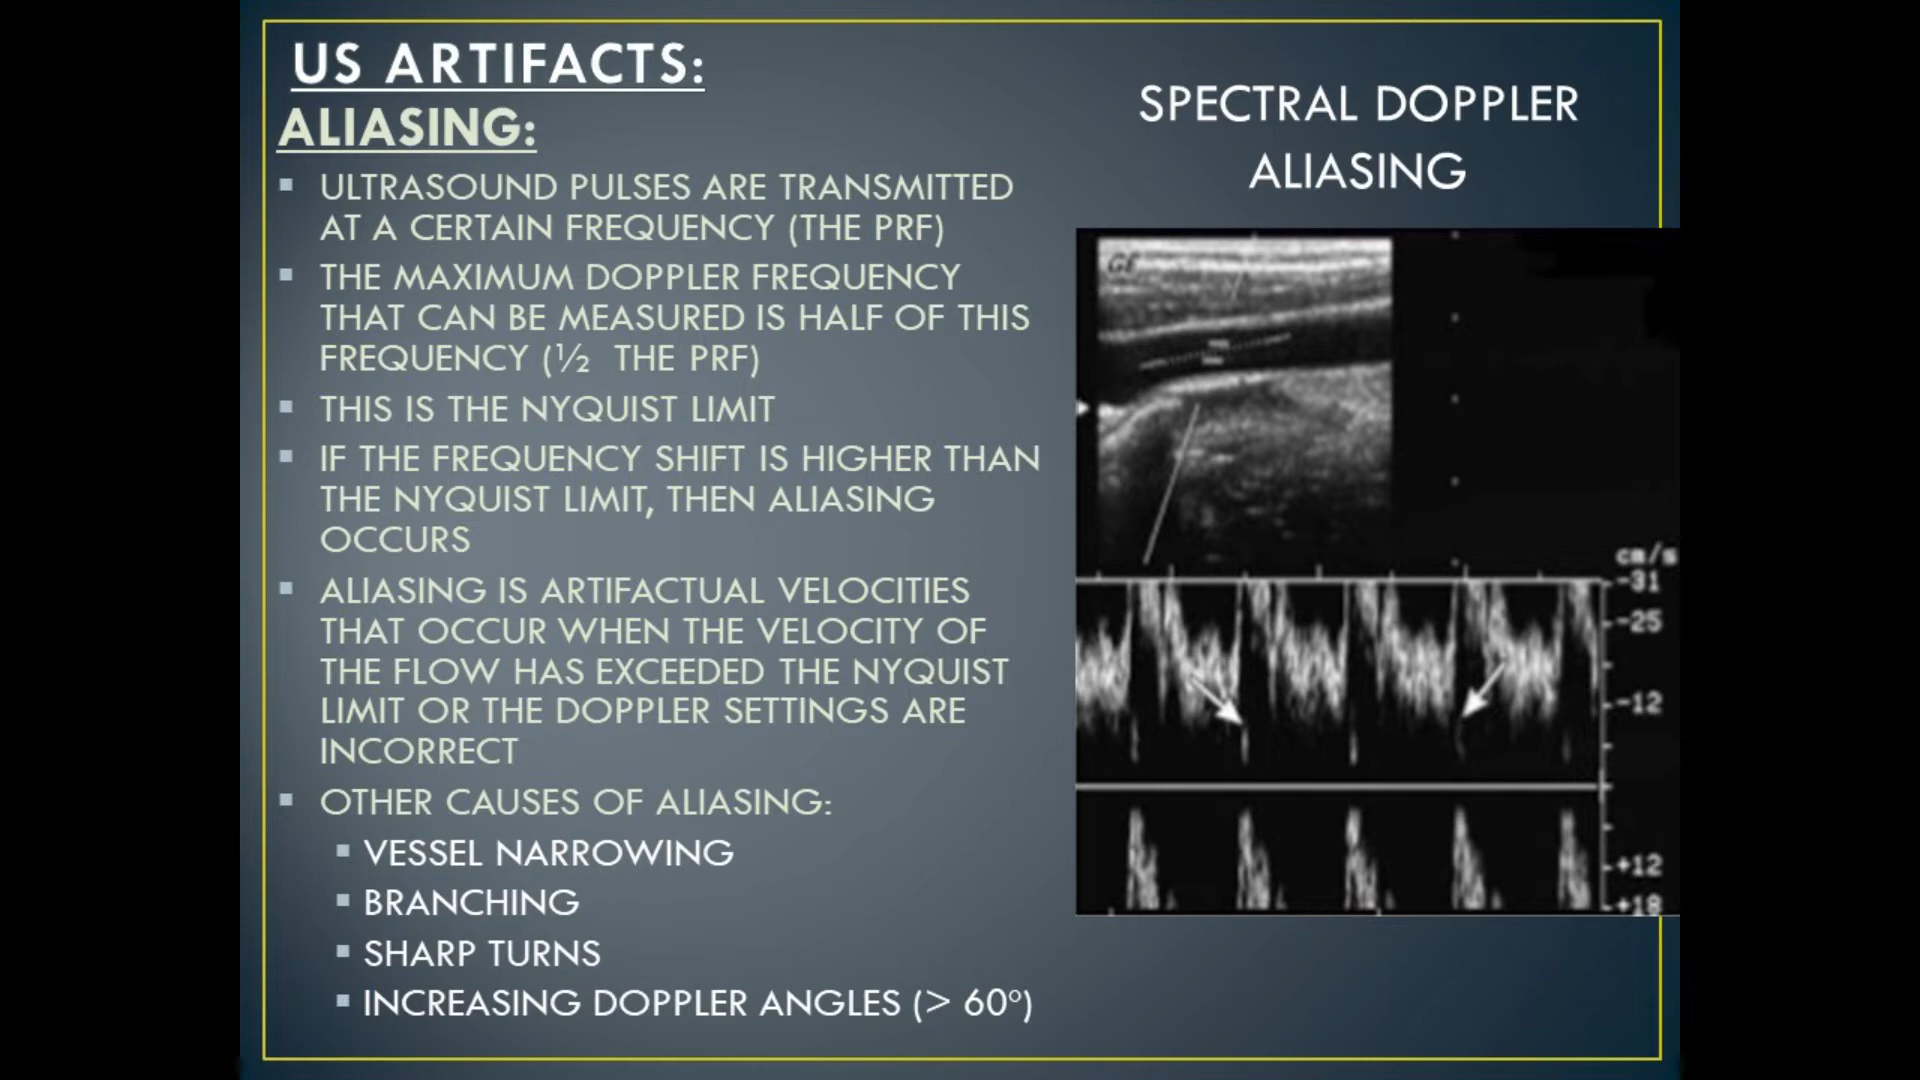 US ARTIFACTS:
ALIASING:
▪ ULTRASOUND PULSES ARE TRANSMITTED
AT A CERTAIN FREQUENCY (THE PRF)
▪ THE MAXIMUM DOPPLER FREQUENCY
THAT CAN BE MEASURED IS HALF OF THIS
FREQUENCY (½ THE PRF)
▪ THIS IS THE NYQUIST LIMIT
▪ IF THE FREQUENCY SHIFT IS HIGHER THAN
THE NYQUIST LIMIT, THEN ALIASING
OCCURS
▪ ALIASING IS ARTIFACTUAL VELOCITIES
THAT OCCUR WHEN THE VELOCITY OF
THE FLOW HAS EXCEEDED THE NYQUIST
LIMIT OR THE DOPPLER SETTINGS ARE
INCORRECT
▪ OTHER CAUSES OF ALIASING:
▪ VESSEL NARROWING
▪ BRANCHING
▪ SHARP TURNS
▪ INCREASING DOPPLER ANGLES (> 60°)
SPECTRAL DOPPLER
ALIASING
GE
cm/s
-31
-25
-12
+12
+18